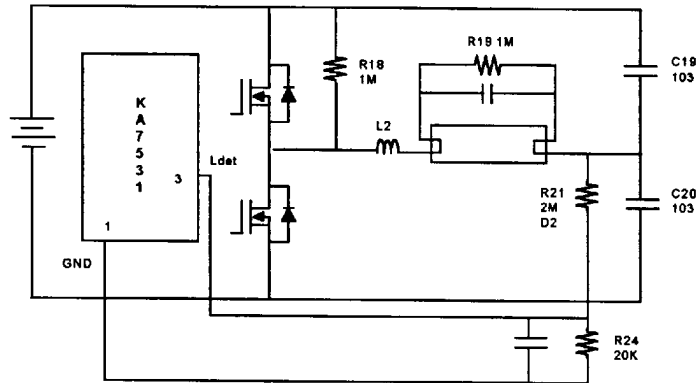 R18
1M
R19 1M
C19
103
KA7531
3
Ldet
L2
1
GND
R21
2M
D2
C20
103
R24
20K